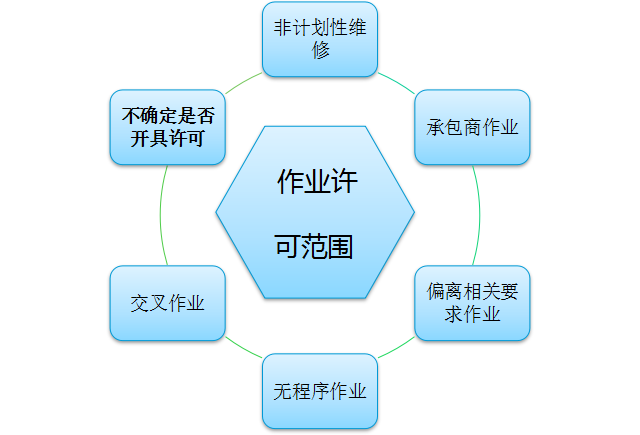 非计划性维
修
承包商作业
偏离相关要
求作业
无程序作业
交叉作业
不确定是否
开具许可
作业许
可范围